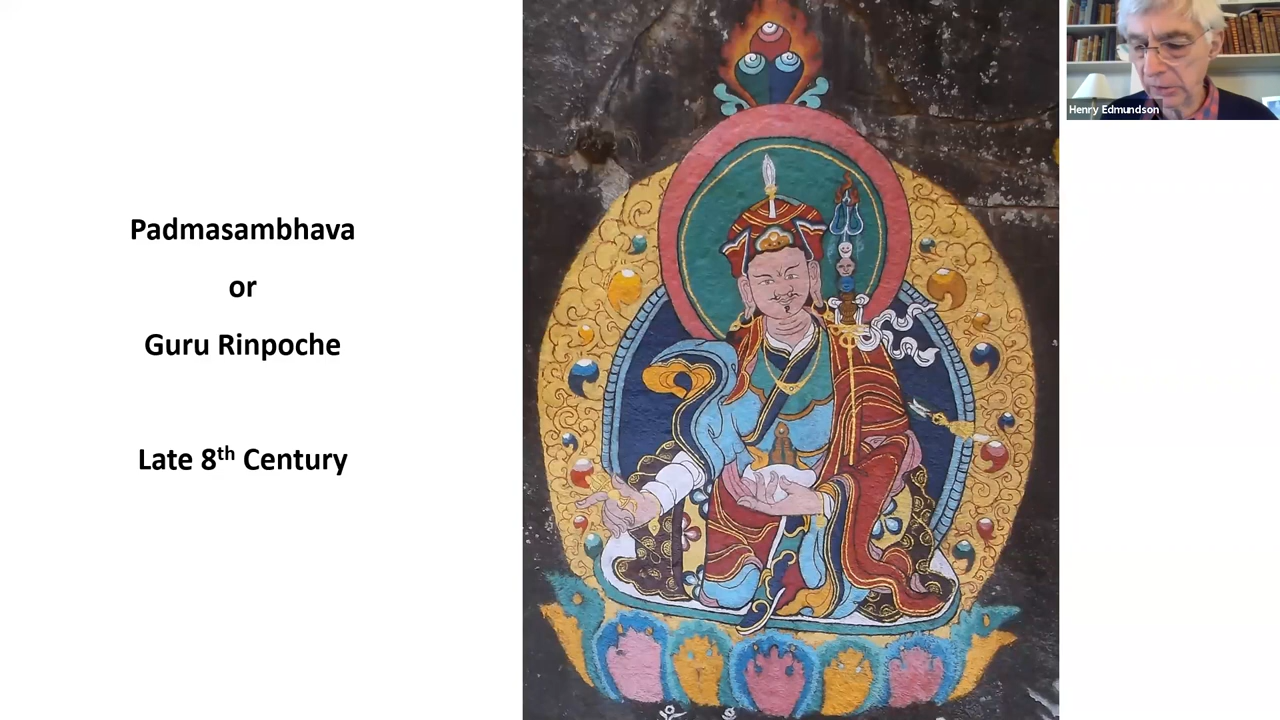 Padmasambhava
or
Guru Rinpoche
Late 8th Century
Henry Edmundson